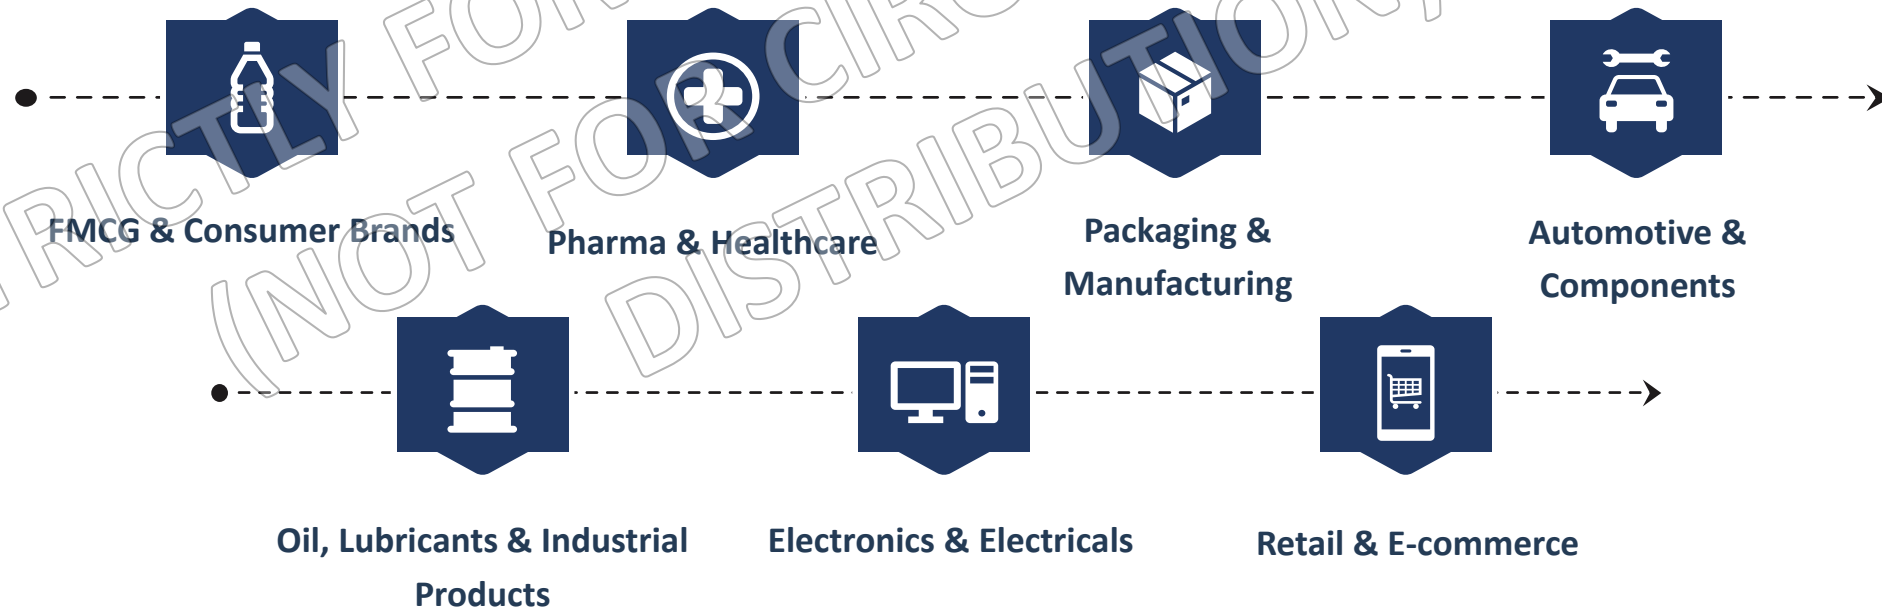 FMCG & Consumer Brands
Pharma & Healthcare
Packaging &
Manufacturing
Automotive &
Components
Oil, Lubricants & Industrial
Products
Electronics & Electricals
Retail & E-commerce
(NOT FOR
DISTRIBUTION